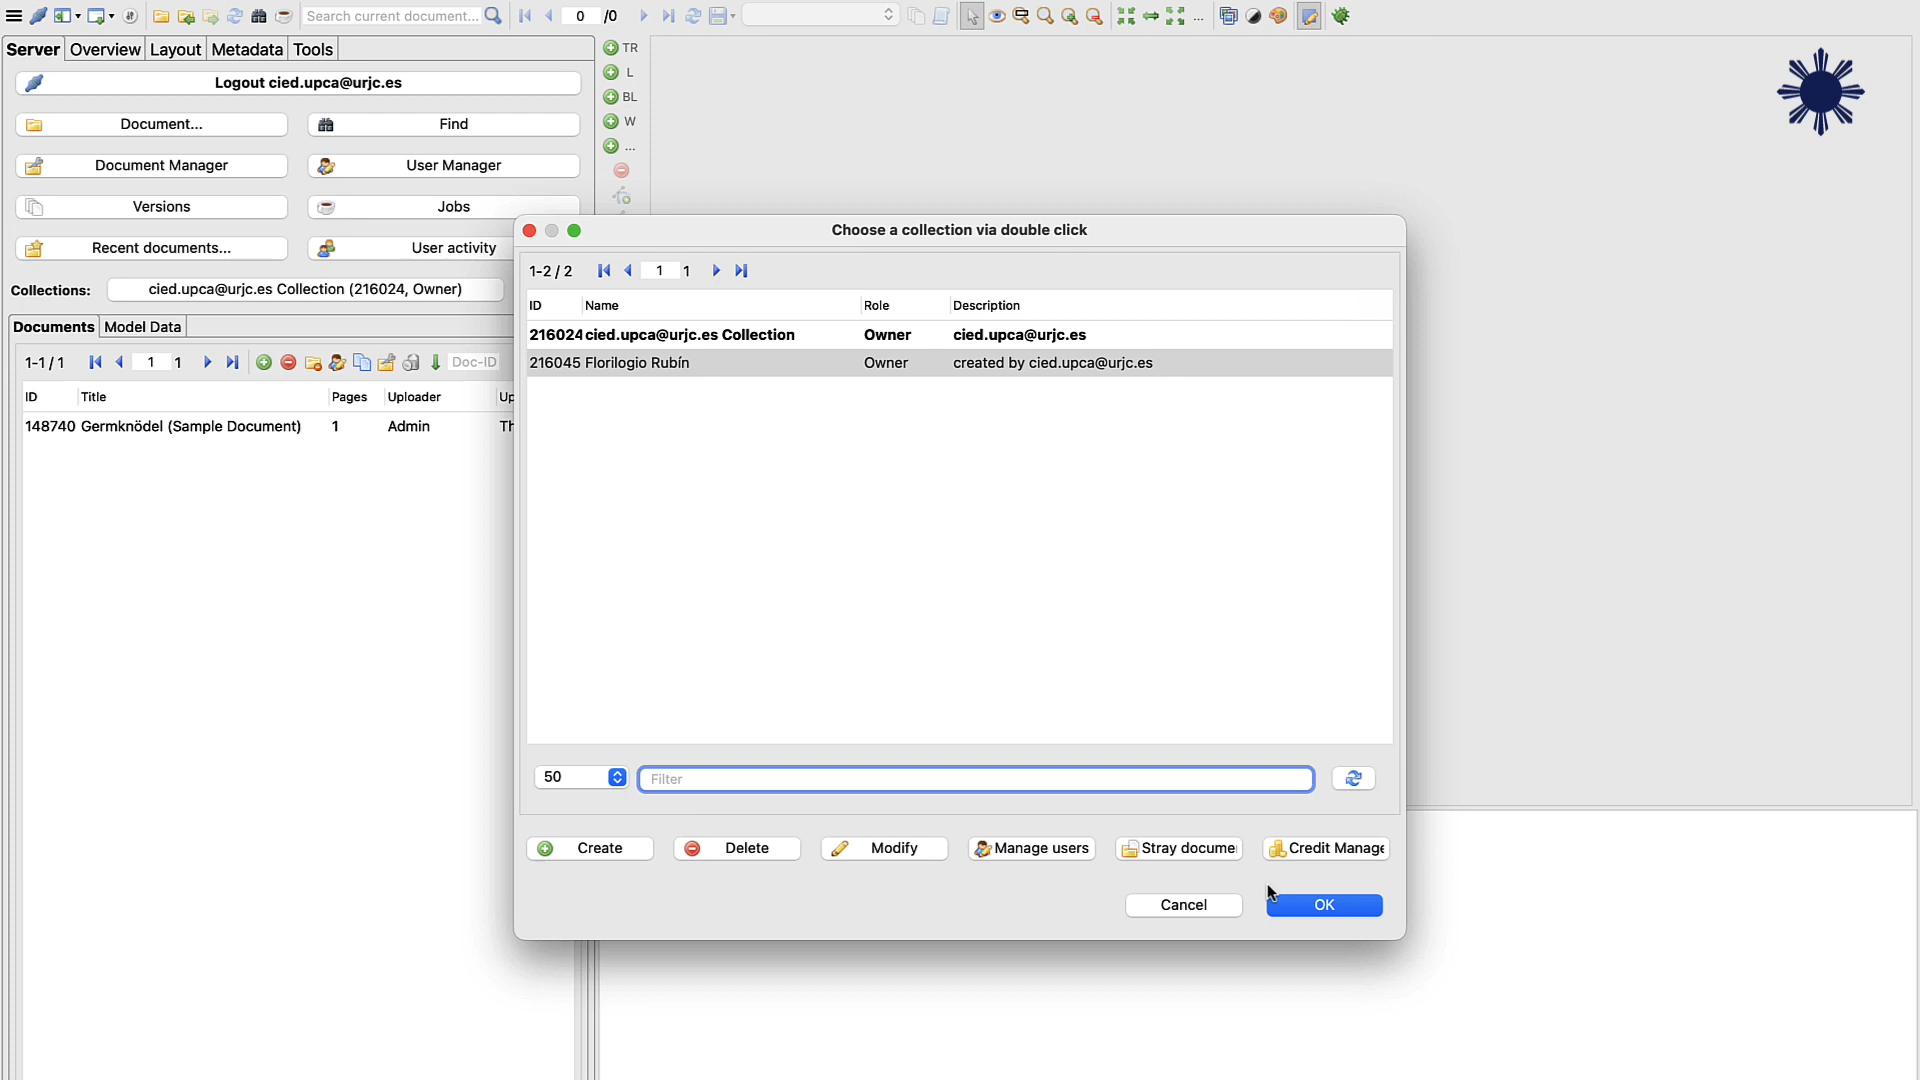 Search current document...
0 /0
Server Overview Layout Metadata Tools
Logout cied.upca@urjc.es
Document... Find
Document Manager User Manager
Versions Jobs
Recent documents... User activity
Collections: cied.upca@urjc.es Collection (216024, Owner)
Documents Model Data
1-1 / 1 1 1 Doc-ID
ID Title Pages Uploader Up
148740 Germknödel (Sample Document) 1 Admin Th
TR
L
BL
W
...
...
Choose a collection via double click
1-2 / 2 1 1
ID Name Role Description
216024 cied.upca@urjc.es Collection Owner cied.upca@urjc.es
216045 Florilogio Rubín Owner created by cied.upca@urjc.es
50 Filter
Create Delete Modify Manage users Stray docume Credit Manage
Cancel OK